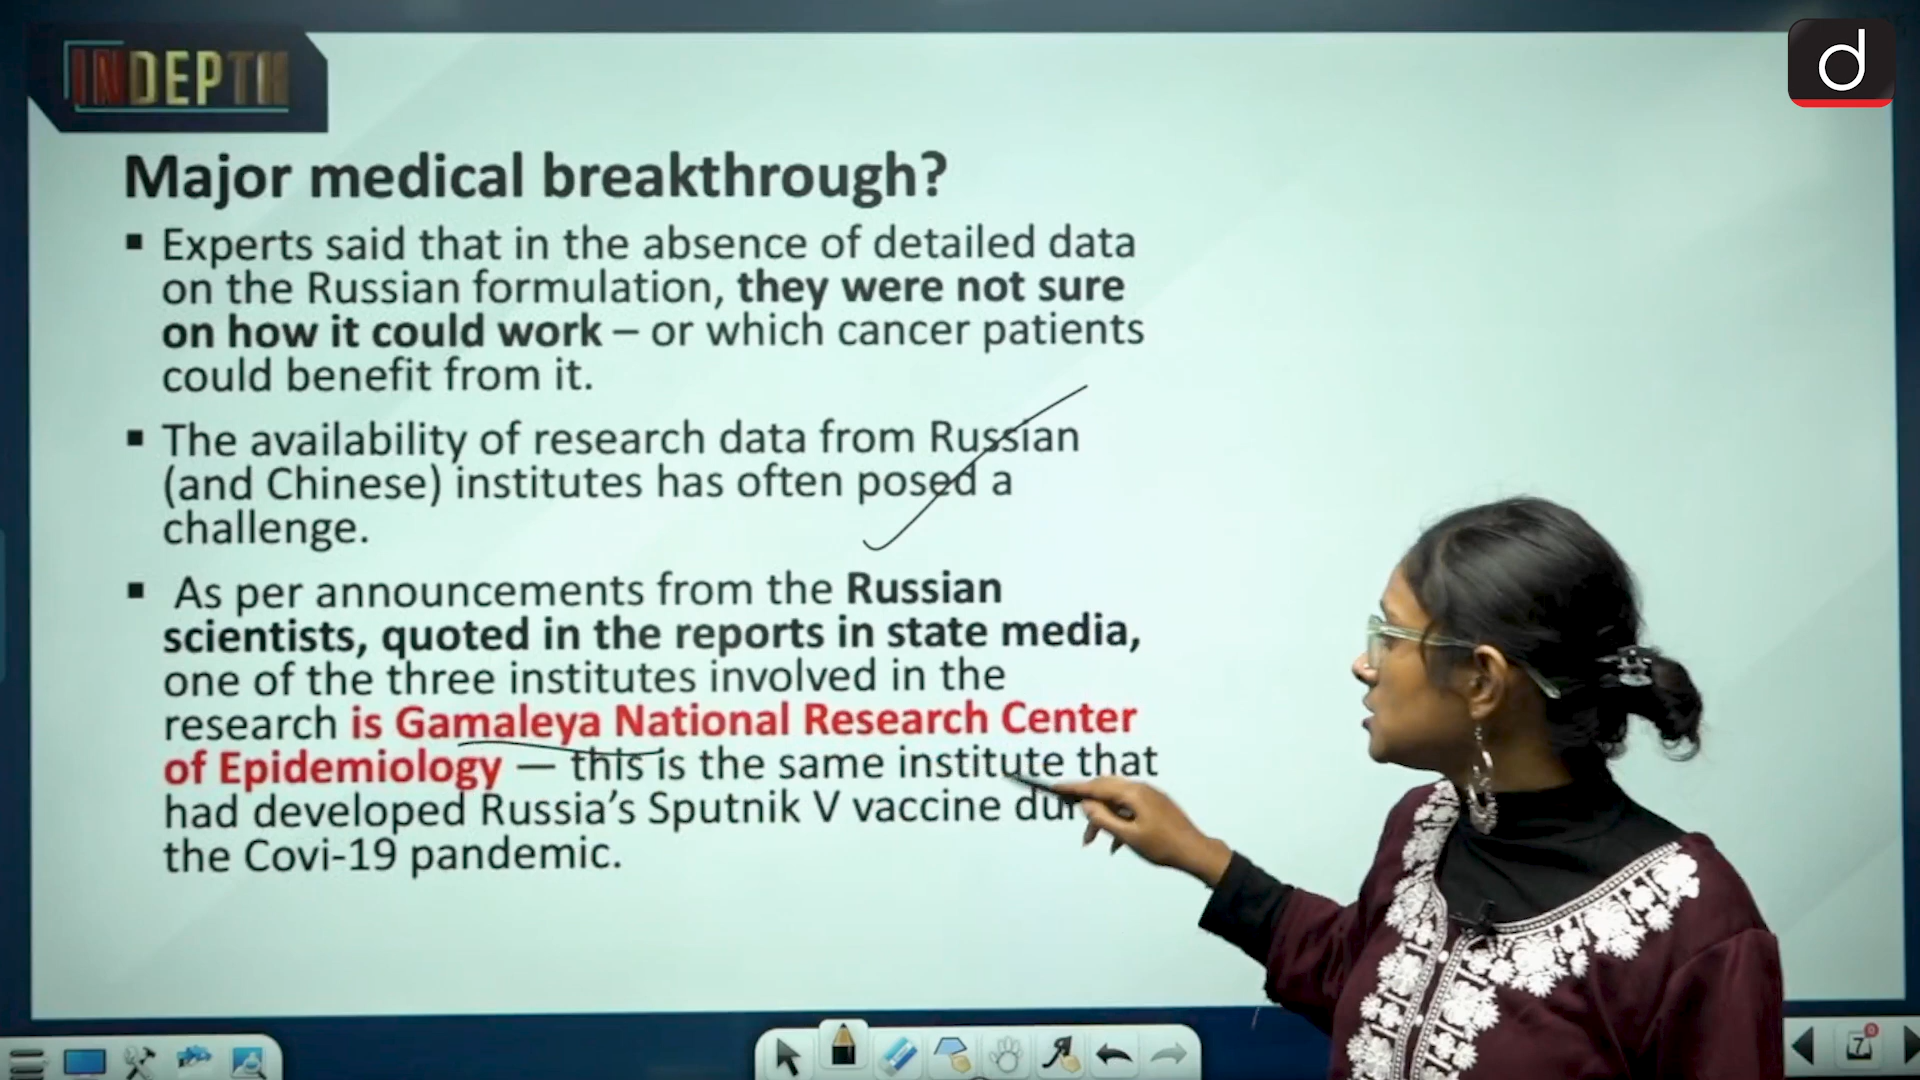 INDEPTH
d
Major medical breakthrough?
▪ Experts said that in the absence of detailed data
on the Russian formulation, they were not sure
on how it could work – or which cancer patients
could benefit from it.
▪ The availability of research data from Russian
(and Chinese) institutes has often posed a
challenge.
▪ As per announcements from the Russian
scientists, quoted in the reports in state media,
one of the three institutes involved in the
research is Gamaleya National Research Center
of Epidemiology — this is the same institute that
had developed Russia's Sputnik V vaccine
the Covi-19 pandemic.
7